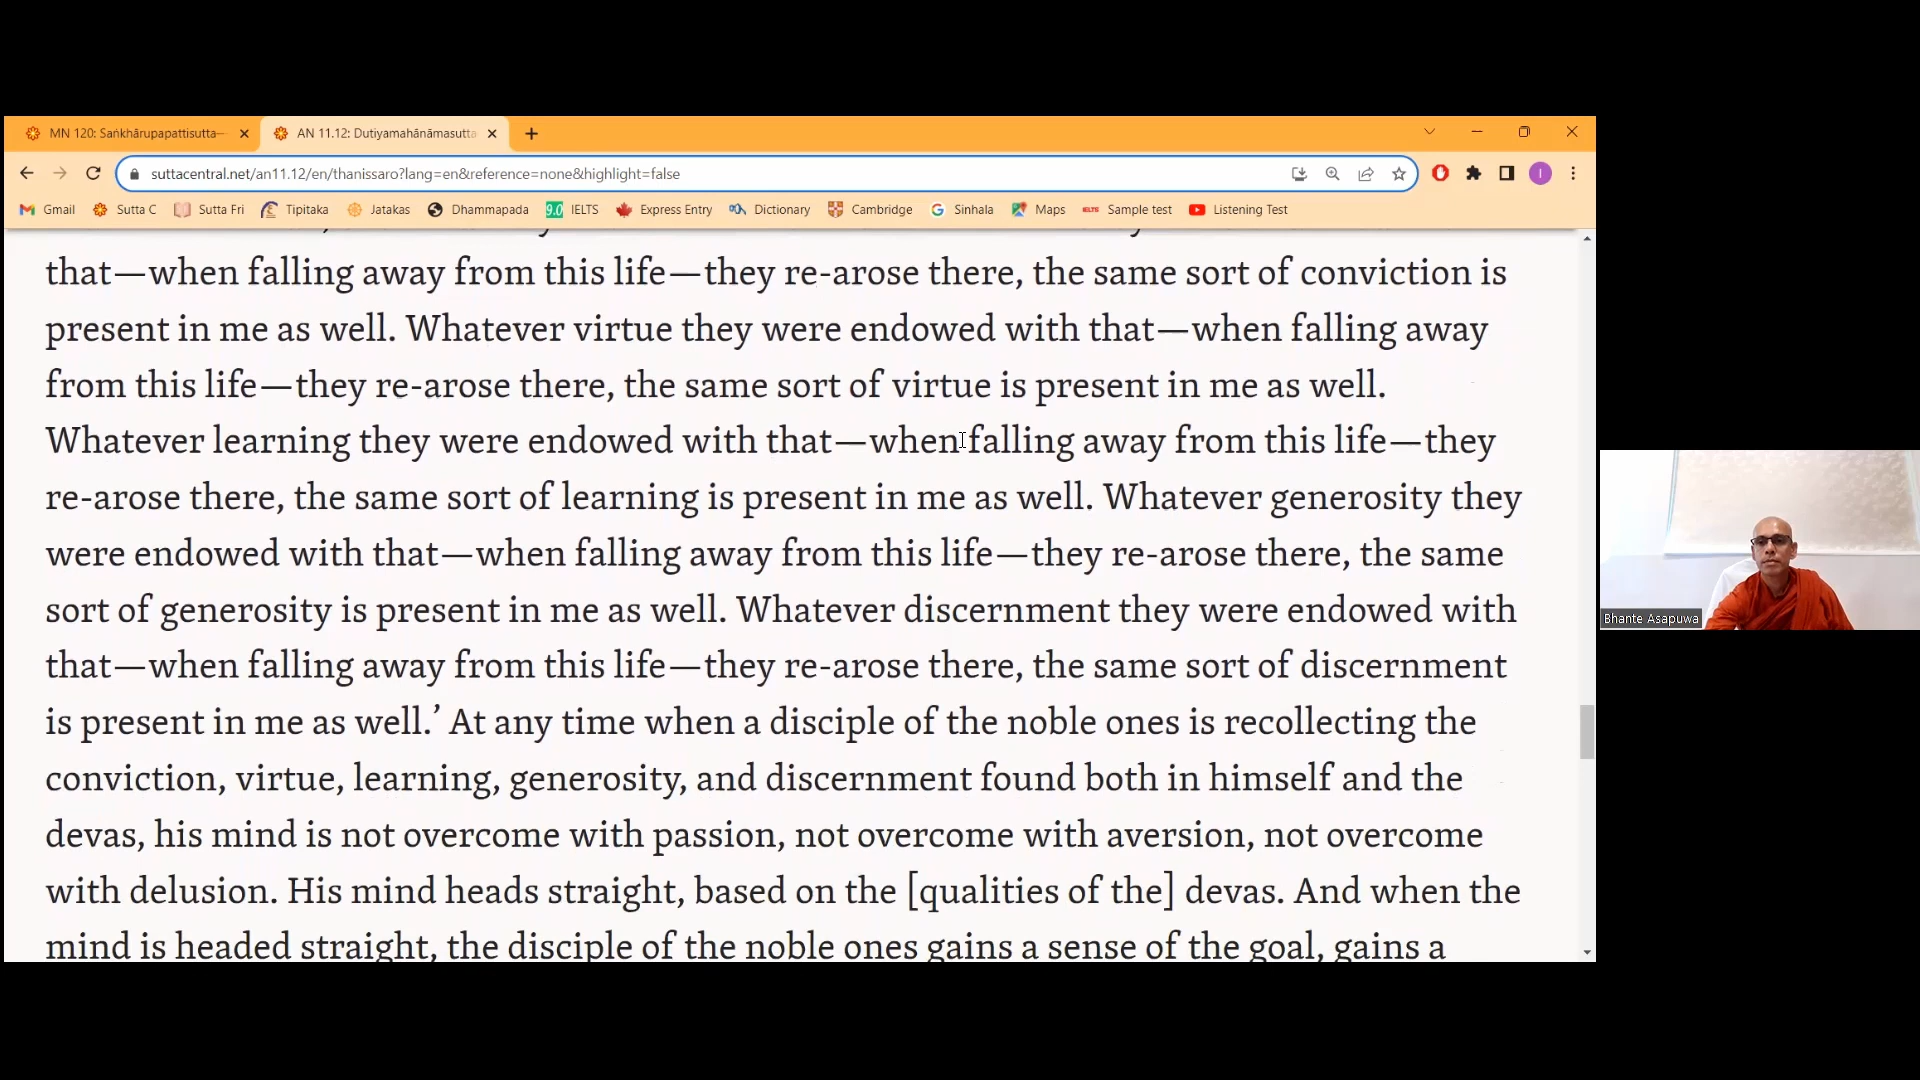 MN 120: Saṅkhārupapattisutta—
AN 11.12: Dutiyamahānāmasutta
suttacentral.net/an11.12/en/thanissaro?lang=en&reference=none&highlight=false
I
Gmail Sutta C Sutta Fri Tipitaka Jatakas Dhammapada 9.0 IELTS Express Entry Dictionary Cambridge Sinhala Maps IELTS Sample test Listening Test
that—when falling away from this life—they re-arose there, the same sort of conviction is
present in me as well. Whatever virtue they were endowed with that—when falling away
from this life—they re-arose there, the same sort of virtue is present in me as well.
Whatever learning they were endowed with that—when falling away from this life—they
re-arose there, the same sort of learning is present in me as well. Whatever generosity they
were endowed with that—when falling away from this life—they re-arose there, the same
sort of generosity is present in me as well. Whatever discernment they were endowed with
that—when falling away from this life—they re-arose there, the same sort of discernment
is present in me as well.’ At any time when a disciple of the noble ones is recollecting the
conviction, virtue, learning, generosity, and discernment found both in himself and the
devas, his mind is not overcome with passion, not overcome with aversion, not overcome
with delusion. His mind heads straight, based on the [qualities of the] devas. And when the
mind is headed straight, the disciple of the noble ones gains a sense of the goal, gains a
Bhante Asapuwa